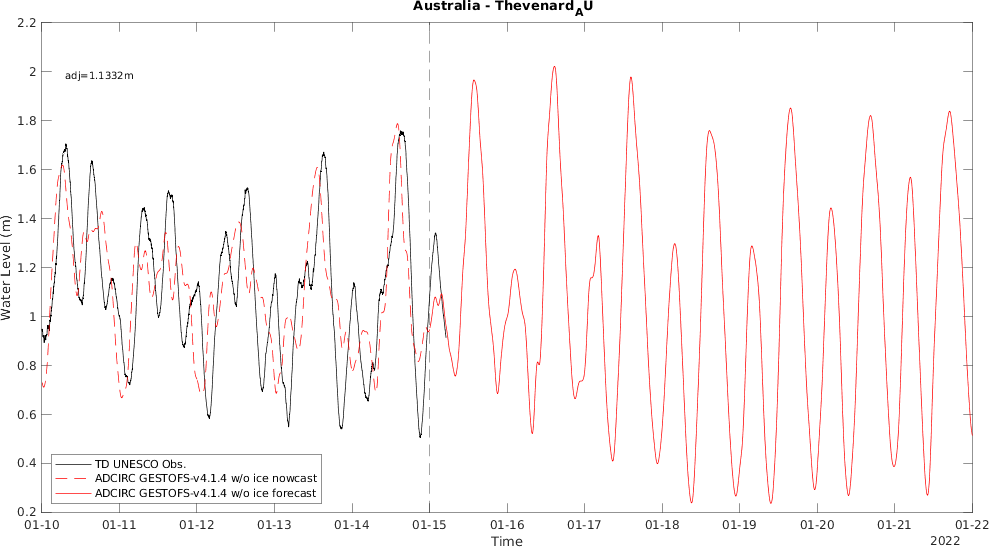 Australia - Thevenard_AU
2.2
2
1.8
1.6
1.4
1.2
1
0.8
0.6
0.4
0.2
Water Level (m)
adj=1.1332m
TD UNESCO Obs.
ADCIRC GESTOFS-v4.1.4 w/o ice nowcast
ADCIRC GESTOFS-v4.1.4 w/o ice forecast
01-10 01-11 01-12 01-13 01-14 01-15 01-16 01-17 01-18 01-19 01-20 01-21 01-22
Time
2022